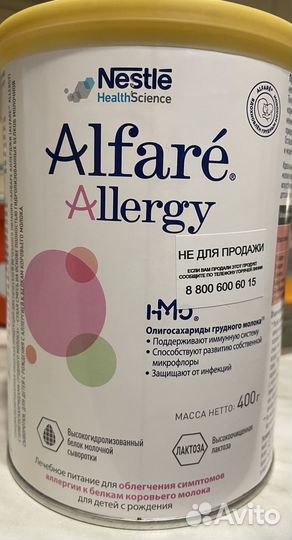 Nestlé
HealthScience
Alfaré®
Allergy
НЕ ДЛЯ ПРОДАЖИ
ЕСЛИ ВАМ ПРОДАЛИ ЭТОТ ПРОДУКТ
СООБЩИТЕ ПО ТЕЛЕФОНУ ГОРЯЧЕЙ ЛИНИИ
8 800 600 60 15
HMO®
Олигосахариды грудного молока
• Поддерживают иммунную систему
• Способствуют развитию собственной
микрофлоры
• Защищают от инфекций
МАССА НЕТТО: 400 г
Высокогидролизованный
белок молочной
сыворотки
ЛАКТОЗА
Высокоочищенная
лактоза
Лечебное питание для облегчения симптомов
аллергии к белкам коровьего молока
для детей с рождения
Avito